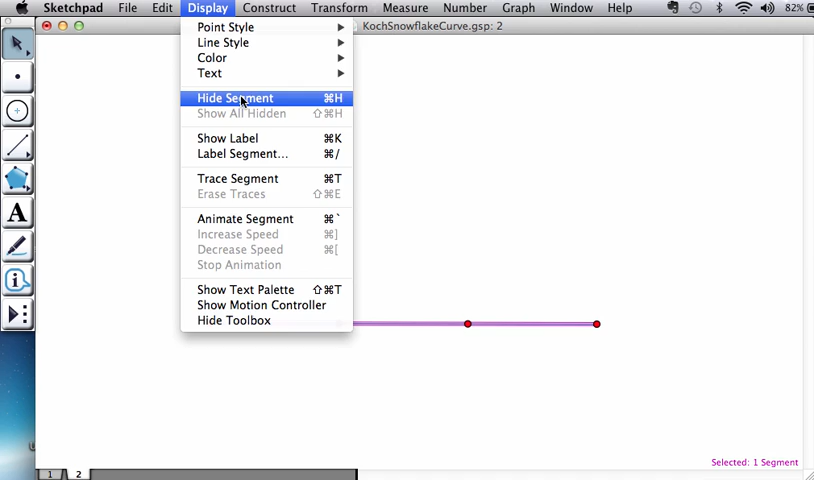 Sketchpad File Edit Display Construct Transform Measure Number Graph Window Help 82%
KochSnowflakeCurve.gsp: 2
Point Style
Line Style
Color
Text
Hide Segment ⌘H
Show All Hidden ⇧⌘H
Show Label ⌘K
Label Segment... ⌘/
Trace Segment ⌘T
Erase Traces ⇧⌘E
Animate Segment ⌘`
Increase Speed ⌘]
Decrease Speed ⌘[
Stop Animation
Show Text Palette ⇧⌘T
Show Motion Controller
Hide Toolbox
A
Selected: 1 Segment
1 2